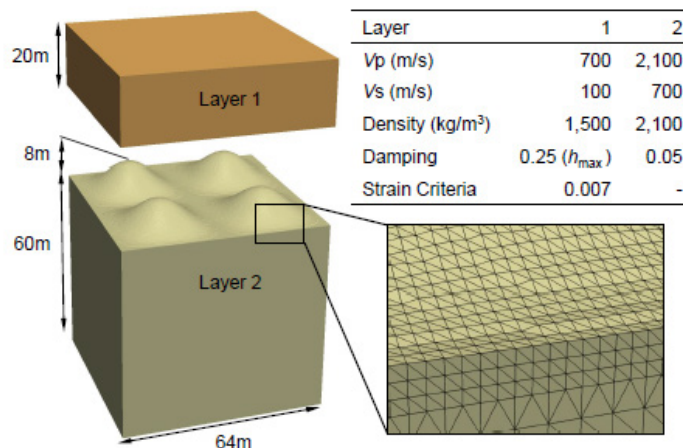 20m
Layer 1
8m
60m
Layer 2
64m
Layer 1 2
Vp (m/s) 700 2,100
Vs (m/s) 100 700
Density (kg/m³) 1,500 2,100
Damping 0.25 (hmax) 0.05
Strain Criteria 0.007 -